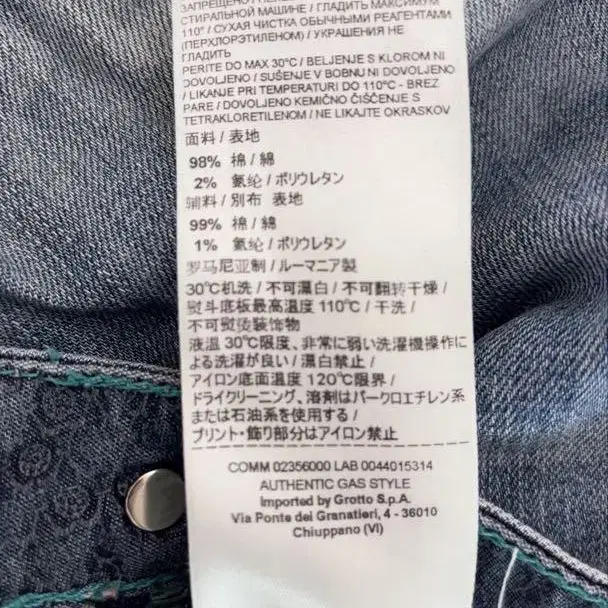 СТИРАЛЬНОЙ МАШИНЕ / ГЛАДИТЬ МАКСИМУМ
110° / СУХАЯ ЧИСТКА ОБЫЧНЫМИ РЕАГЕНТАМИ
(ПЕРХЛОРЭТИЛЕНОМ) / УКРАШЕНИЯ НЕ
ГЛАДИТЬ
PERITE DO MAX 30°C / BELJENJE S KLOROM NI
DOVOLJENO / SUŠENJE V BOBNU NI DOVOLJENO
/ LIKANJE PRI TEMPERATURI DO 110°C - BREZ
PARE / DOVOLJENO KEMIČNO ČIŠČENJE S
TETRAKLORETILENOM / NE LIKAJTE OKRASKOV
面料 / 表地
98% 棉 / 綿
2% 氨纶 / ポリウレタン
辅料 / 別布 表地
99% 棉 / 綿
1% 氨纶 / ポリウレタン
罗马尼亚制 / ルーマニア製
30℃机洗 / 不可漂白 / 不可翻转干燥 /
熨斗底板最高温度 110℃ / 干洗 /
不可熨後装饰物
液温 30℃限度、非常に弱い洗濯機操作に
よる洗濯が良い / 漂白禁止 /
アイロン底面温度 120℃限界 /
ドライクリーニング、溶剤はパークロエチレン系
または石油系を使用する /
プリント・飾り部分はアイロン禁止
COMM 02356000 LAB 0044015314
AUTHENTIC GAS STYLE
Imported by Grotto S.p.A.
Via Ponte dei Granatieri, 4 - 36010
Chiuppano (VI)